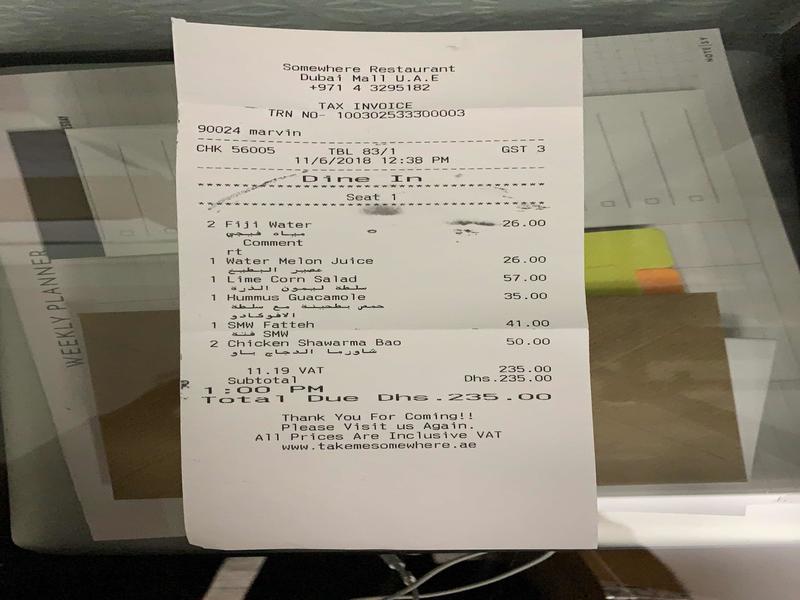 Somewhere Restaurant
Dubai Mall U.A.E
+971 4 3295182
TAX INVOICE
TRN NO- 100302533300003
90024 marvin
CHK 56005 TBL 83/1 GST 3
11/6/2018 12:38 PM
Dine In
Seat 1
2 Fiji Water 26.00
مياه فيجي
Comment
rt
1 Water Melon Juice 26.00
عصير البطيخ
1 Lime Corn Salad 57.00
سلطة ليمون الذرة
1 Hummus Guacamole 35.00
حمص بطحينة مع سلطة
الافوكادو
1 SMW Fatteh 41.00
فتة SMW
2 Chicken Shawarma Bao 50.00
شاورما الدجاج باو
11.19 VAT 235.00
Subtotal Dhs.235.00
1:00 PM
Total Due Dhs.235.00
Thank You For Coming!!
Please Visit us Again.
All Prices Are Inclusive VAT
www.takemesomewhere.ae
WEEKLY PLANNER
NOTE|SY